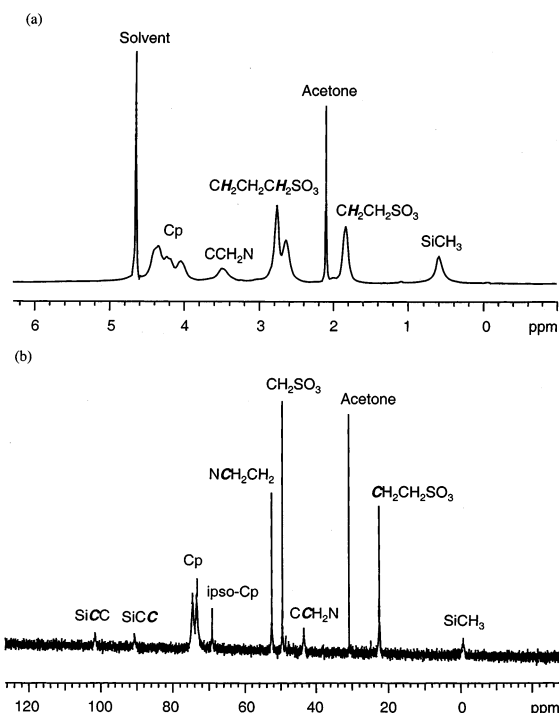 (a)
Solvent
Acetone
CH₂CH₂CH₂SO₃
CH₂CH₂SO₃
Cp
CCH₂N
SiCH₃
6 5 4 3 2 1 0 ppm
(b)
CH₂SO₃
Acetone
NCH₂CH₂
CH₂CH₂SO₃
Cp
ipso-Cp
SiCC SiCC
CCH₂N
SiCH₃
120 100 80 60 40 20 0 ppm